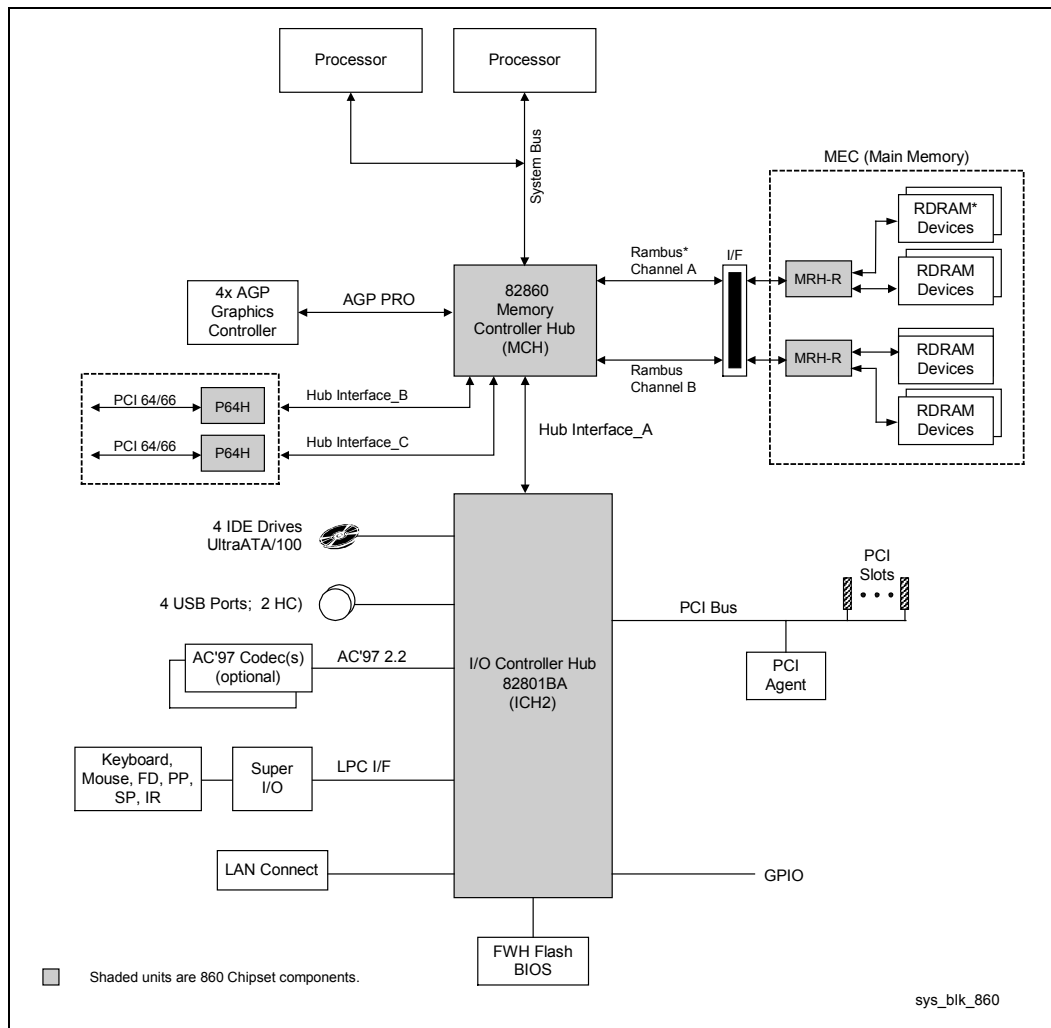 Processor
Processor
System Bus
MEC (Main Memory)
RDRAM*
Devices
RDRAM
Devices
RDRAM
Devices
RDRAM
Devices
MRH-R
MRH-R
I/F
Rambus*
Channel A
Rambus
Channel B
82860
Memory
Controller Hub
(MCH)
AGP PRO
4x AGP
Graphics
Controller
PCI 64/66
P64H
Hub Interface_B
PCI 64/66
P64H
Hub Interface_C
Hub Interface_A
4 IDE Drives
UltraATA/100
4 USB Ports; 2 HC)
AC'97 Codec(s)
(optional)
AC'97 2.2
I/O Controller Hub
82801BA
(ICH2)
PCI
Slots
PCI Bus
PCI
Agent
Keyboard,
Mouse, FD, PP,
SP, IR
Super
I/O
LPC I/F
LAN Connect
GPIO
FWH Flash
BIOS
Shaded units are 860 Chipset components.
sys_blk_860